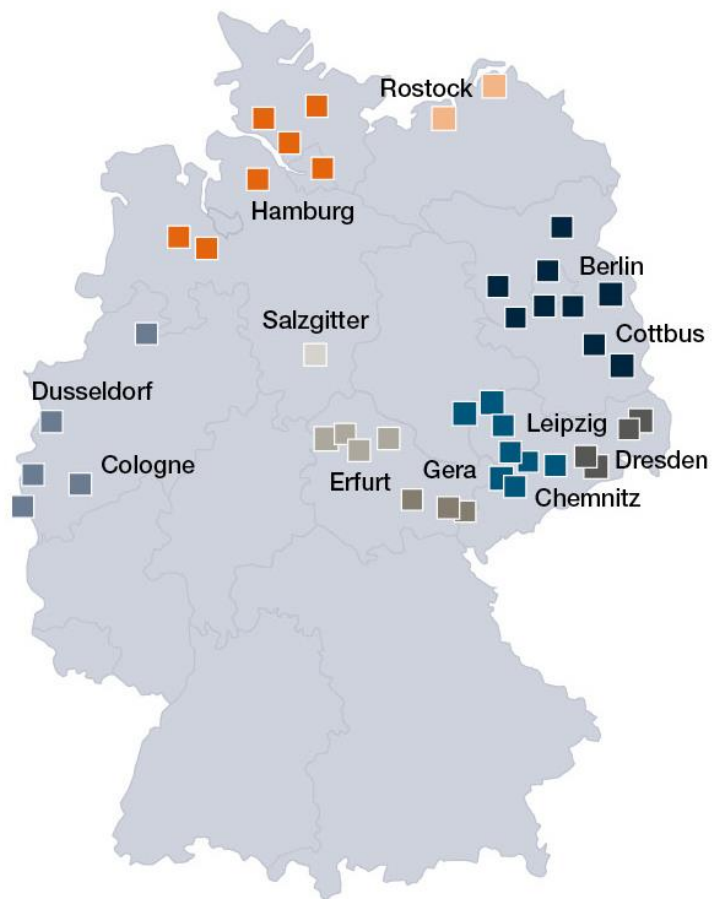 Rostock
Hamburg
Berlin
Salzgitter
Cottbus
Dusseldorf
Leipzig
Cologne
Gera
Dresden
Erfurt
Chemnitz